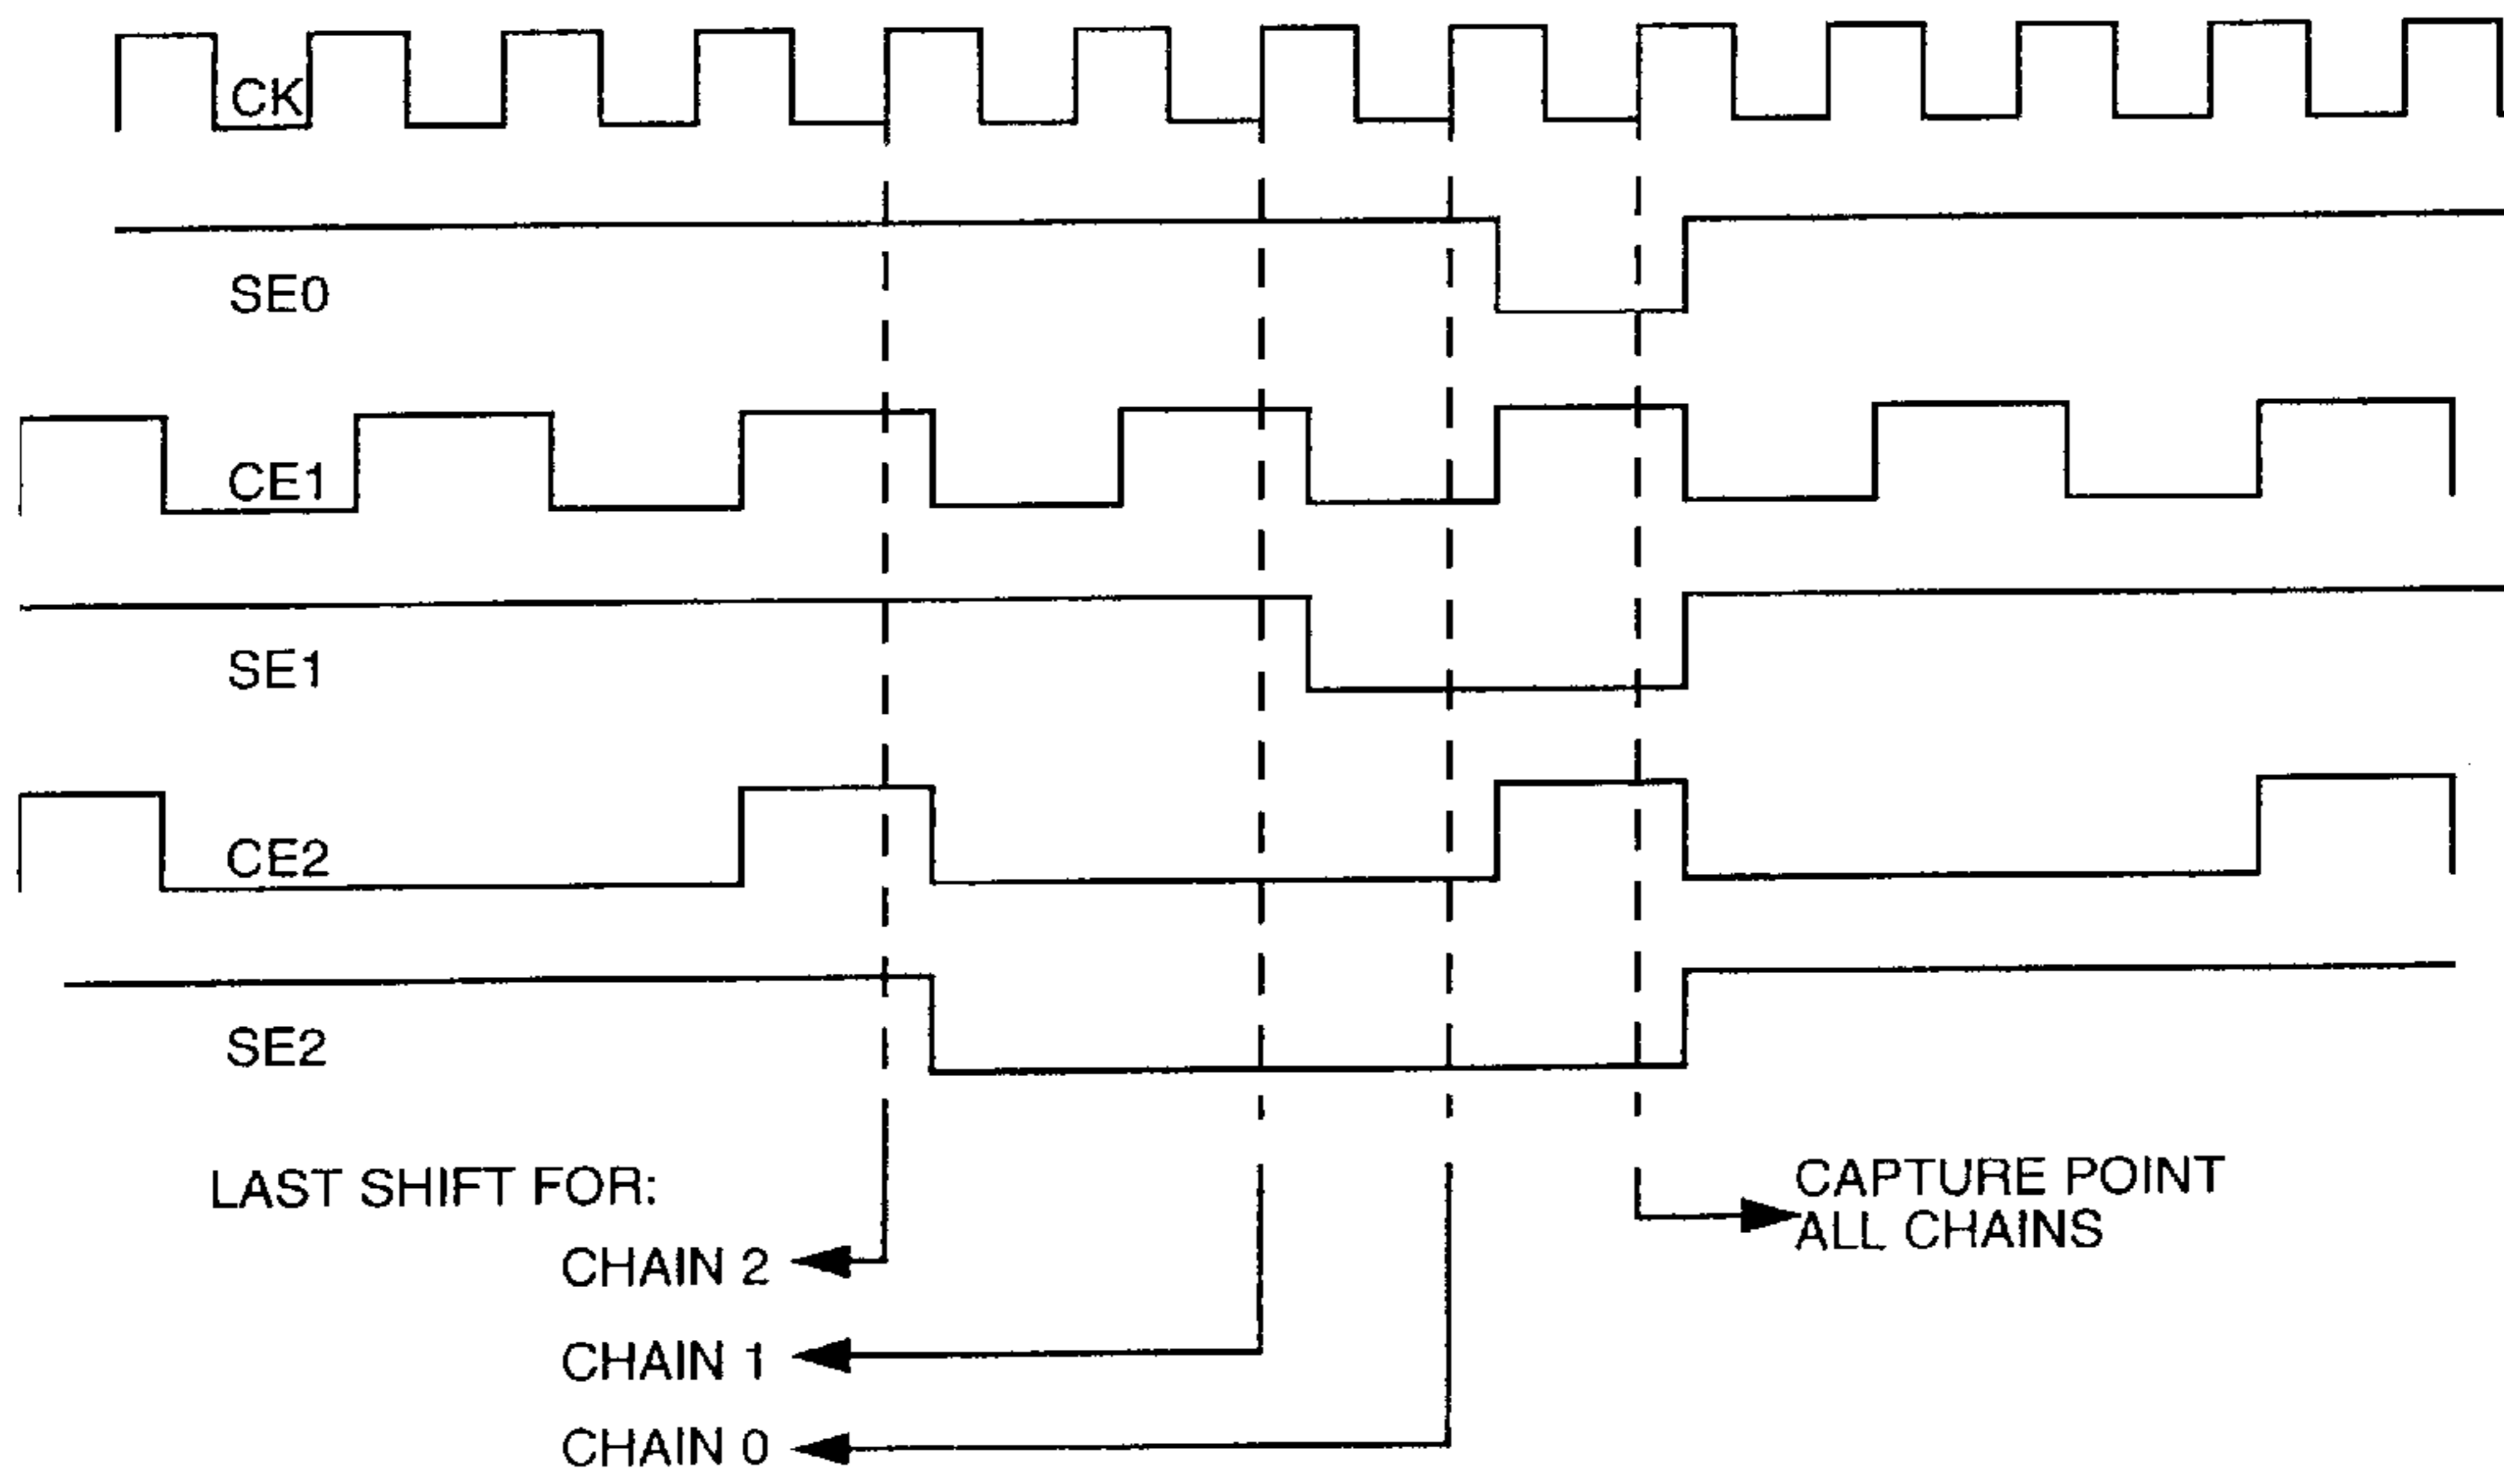 CK
SE0
CE1
SE1
CE2
SE2
LAST SHIFT FOR:
CHAIN 2
CHAIN 1
CHAIN 0
CAPTURE POINT
ALL CHAINS